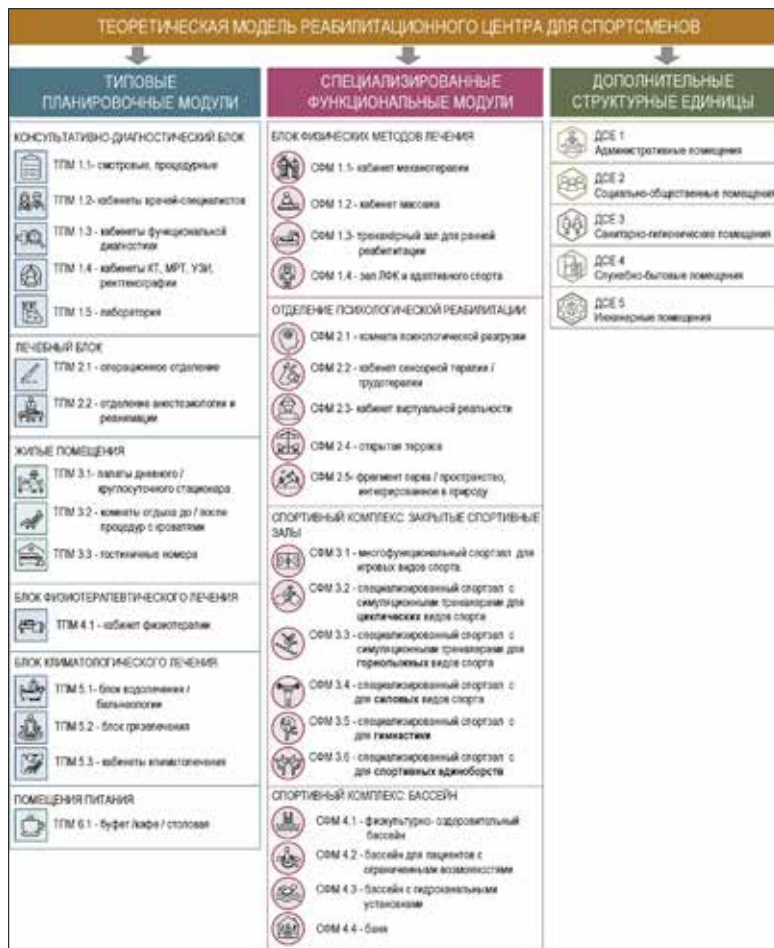 ТЕОРЕТИЧЕСКАЯ МОДЕЛЬ РЕАБИЛИТАЦИОННОГО ЦЕНТРА ДЛЯ СПОРТСМЕНОВ
ТИПОВЫЕ
ПЛАНИРОВОЧНЫЕ МОДУЛИ
КОНСУЛЬТАТИВНО-ДИАГНОСТИЧЕСКИЙ БЛОК
ТПМ 1.1- смотровые, процедурные
ТПМ 1.2- кабинеты врачей-специалистов
ТПМ 1.3 - кабинеты функциональной
диагностики
ТПМ 1.4 - кабинеты КТ, МРТ, УЗИ,
рентгенографии
ТПМ 1.5 - лаборатория
ЛЕЧЕБНЫЙ БЛОК
ТПМ 2.1 - операционное отделение
ТПМ 2.2 - отделение анестезиологии и
реанимации
ЖИЛЫЕ ПОМЕЩЕНИЯ
ТПМ 3.1- палаты дневного /
круглосуточного стационара
ТПМ 3.2 - комнаты отдыха до / после
процедур с кроватями
ТПМ 3.3 - гостиничные номера
БЛОК ФИЗИОТЕРАПЕВТИЧЕСКОГО ЛЕЧЕНИЯ
ТПМ 4.1 - кабинет физиотерапии
БЛОК КЛИМАТОЛОГИЧЕСКОГО ЛЕЧЕНИЯ
ТПМ 5.1- блок водолечения /
бальнеологии
ТПМ 5.2 - блок грязелечения
ТПМ 5.3 - кабинеты климатолечения
ПОМЕЩЕНИЯ ПИТАНИЯ
ТПМ 6.1 - буфет /кафе / столовая
СПЕЦИАЛИЗИРОВАННЫЕ
ФУНКЦИОНАЛЬНЫЕ МОДУЛИ
БЛОК ФИЗИЧЕСКИХ МЕТОДОВ ЛЕЧЕНИЯ
СФМ 1.1- кабинет механотерапии
СФМ 1.2 - кабинет массажа
СФМ 1.3- тренажёрный зал для ранней
реабилитации
СФМ 1.4 - зал ЛФК и адаптивного спорта
ОТДЕЛЕНИЕ ПСИХОЛОГИЧЕСКОЙ РЕАБИЛИТАЦИИ
СФМ 2.1 - комната психологической разгрузки
СФМ 2.2 - кабинет сенсорной терапии /
трудотерапии
СФМ 2.3- кабинет виртуальной реальности
СФМ 2.4 - открытая терраса
СФМ 2.5- фрагмент парка / пространство,
интегрированное в природу
СПОРТИВНЫЙ КОМПЛЕКС: ЗАКРЫТЫЕ СПОРТИВНЫЕ
ЗАЛЫ
СФМ 3.1 - многофункциональный спортзал для
игровых видов спорта
СФМ 3.2 - специализированный спортзал с
симуляционными тренажерами для
циклических видов спорта
СФМ 3.3 - специализированный спортзал с
симуляционными тренажерами для
горнолыжных видов спорта
СФМ 3.4 - специализированный спортзал с
для силовых видов спорта
СФМ 3.5 - специализированный спортзал с
для гимнастики
СФМ 3.6 - специализированный спортзал с
для спортивных единоборств
СПОРТИВНЫЙ КОМПЛЕКС: БАССЕЙН
СФМ 4.1 - физкультурно- оздоровительный
бассейн
СФМ 4.2 - бассейн для пациентов с
ограниченными возможностями
СФМ 4.3 - бассейн с гидроканальными
установками
СФМ 4.4 - баня
ДОПОЛНИТЕЛЬНЫЕ
СТРУКТУРНЫЕ ЕДИНИЦЫ
ДСЕ 1
Административные помещения
ДСЕ 2
Социально-общественные помещения
ДСЕ 3
Санитарно-гигиенические помещения
ДСЕ 4
Служебно-бытовые помещения
ДСЕ 5
Инженерные помещения